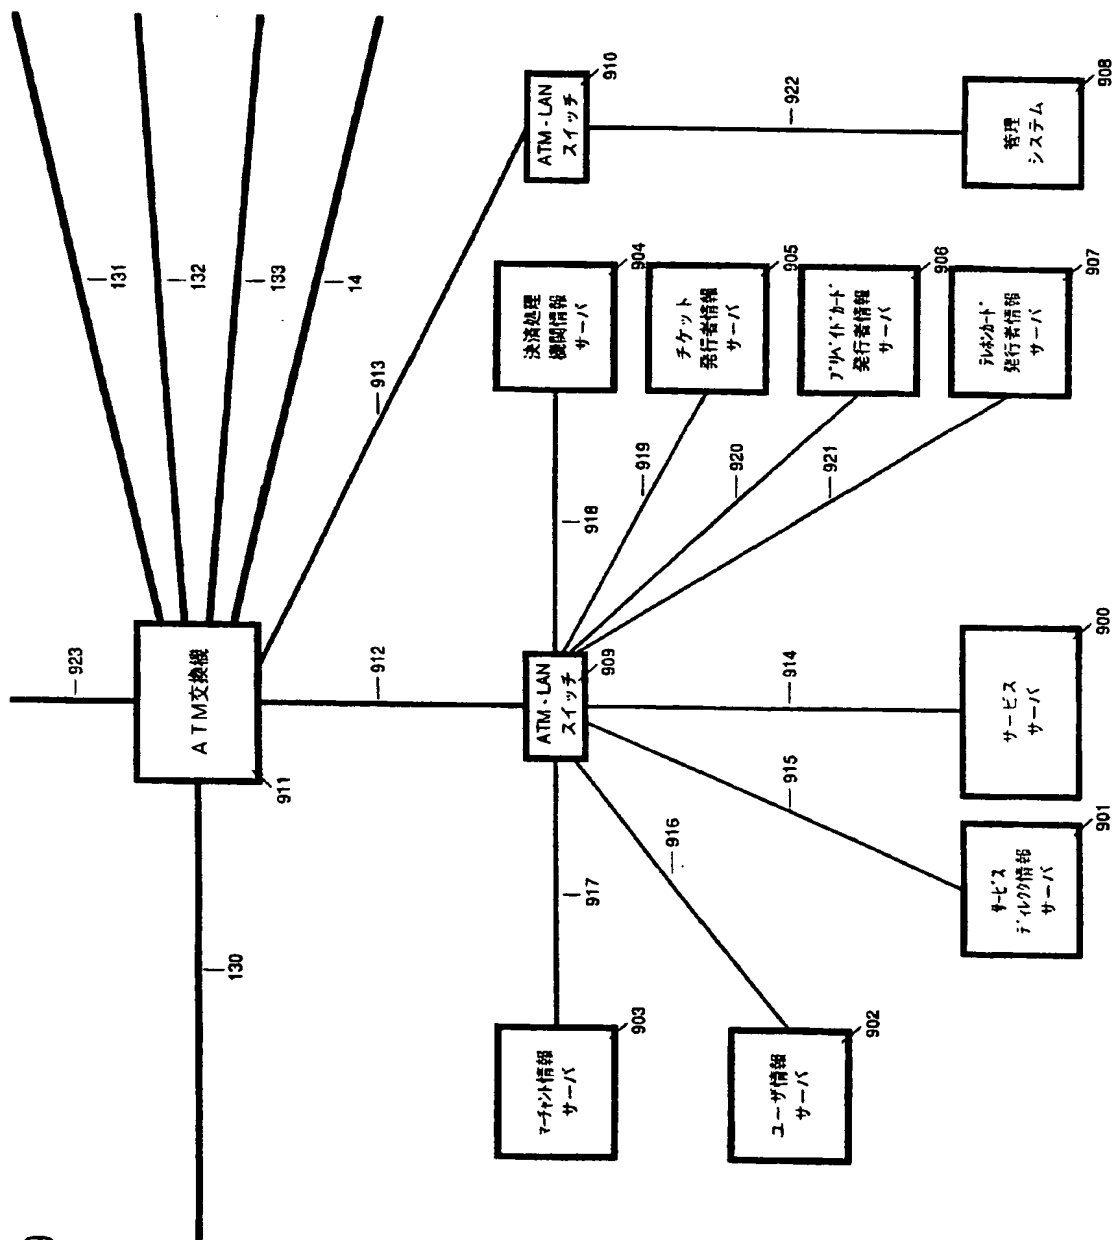 923
ATM交換機
911
130
131
132
133
14
913
912
ATM-LAN
スイッチ
910
922
管理
システム
908
ATM-LAN
スイッチ
909
917
916
915
914
918
919
920
921
マーチャント情報
サーバ
903
ユーザ情報
サーバ
902
サービス
ディレクタ情報
サーバ
901
サービス
サーバ
900
決済処理
機関情報
サーバ
904
チケット
発行者情報
サーバ
905
プリペイドカード
発行者情報
サーバ
906
テレホンカード
発行者情報
サーバ
907